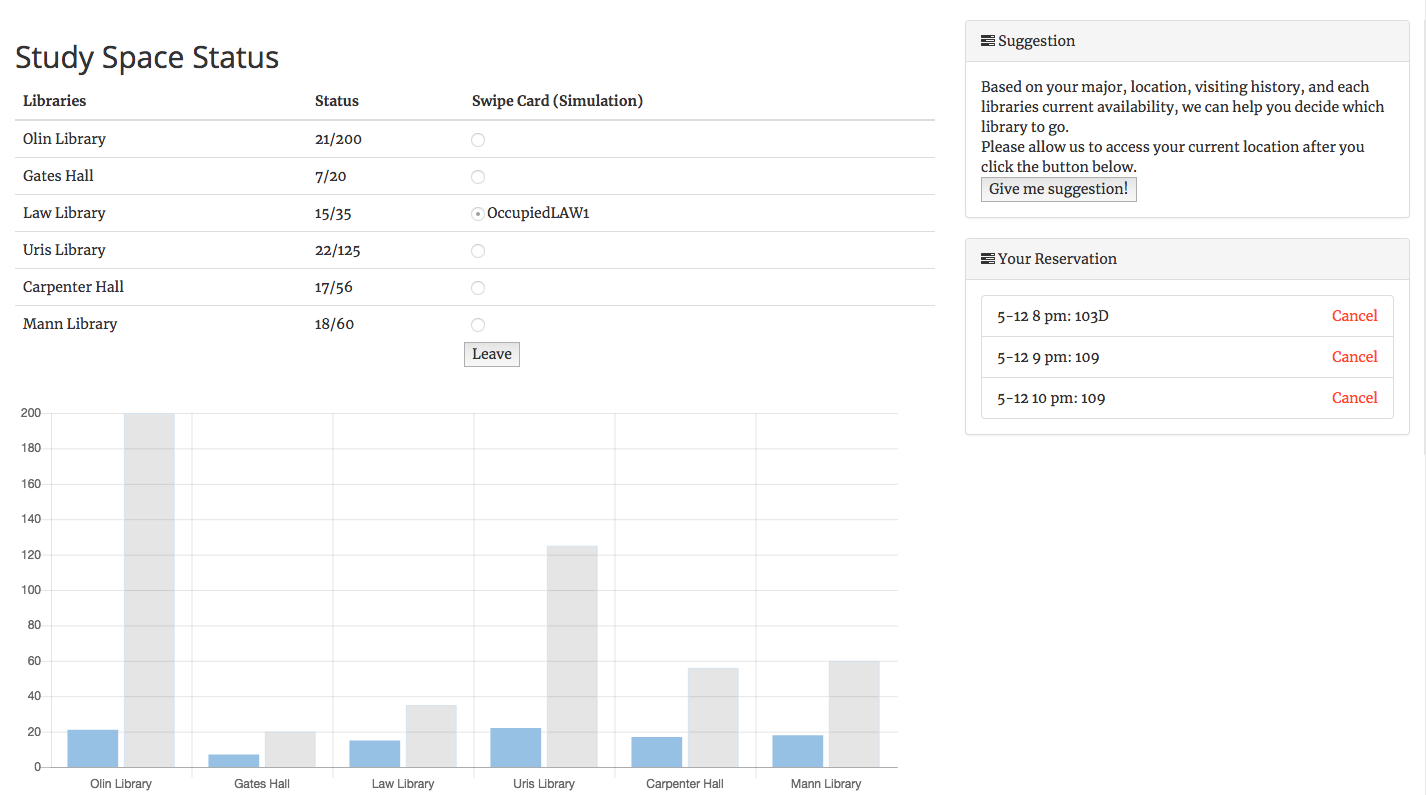 Study Space Status
Libraries Status Swipe Card (Simulation)
Olin Library 21/200
Gates Hall 7/20
Law Library 15/35 OccupiedLAW1
Uris Library 22/125
Carpenter Hall 17/56
Mann Library 18/60
Leave
200
180
160
140
120
100
80
60
40
20
0
Olin Library Gates Hall Law Library Uris Library Carpenter Hall Mann Library
Suggestion
Based on your major, location, visiting history, and each
libraries current availability, we can help you decide which
library to go.
Please allow us to access your current location after you
click the button below.
Give me suggestion!
Your Reservation
5-12 8 pm: 103D Cancel
5-12 9 pm: 109 Cancel
5-12 10 pm: 109 Cancel